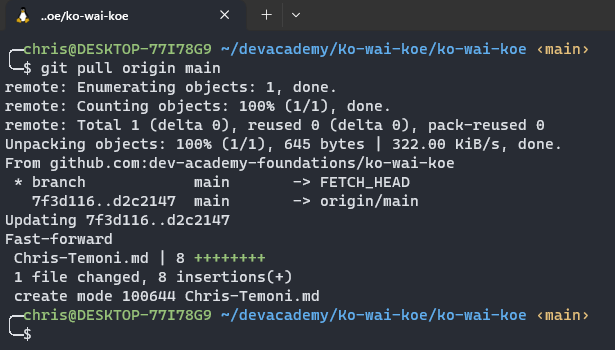 ..oe/ko-wai-koe
chris@DESKTOP-77I78G9 ~/devacademy/Ko-wai-koe/ko-wai-koe ‹main›
$ git pull origin main
remote: Enumerating objects: 1, done.
remote: Counting objects: 100% (1/1), done.
remote: Total 1 (delta 0), reused 0 (delta 0), pack-reused 0
Unpacking objects: 100% (1/1), 645 bytes | 322.00 KiB/s, done.
From github.com:dev-academy-foundations/ko-wai-koe
 * branch            main       -> FETCH_HEAD
   7f3d116..d2c2147  main       -> origin/main
Updating 7f3d116..d2c2147
Fast-forward
 Chris-Temoni.md | 8 ++++++++
 1 file changed, 8 insertions(+)
 create mode 100644 Chris-Temoni.md
chris@DESKTOP-77I78G9 ~/devacademy/Ko-wai-koe/ko-wai-koe ‹main›
$